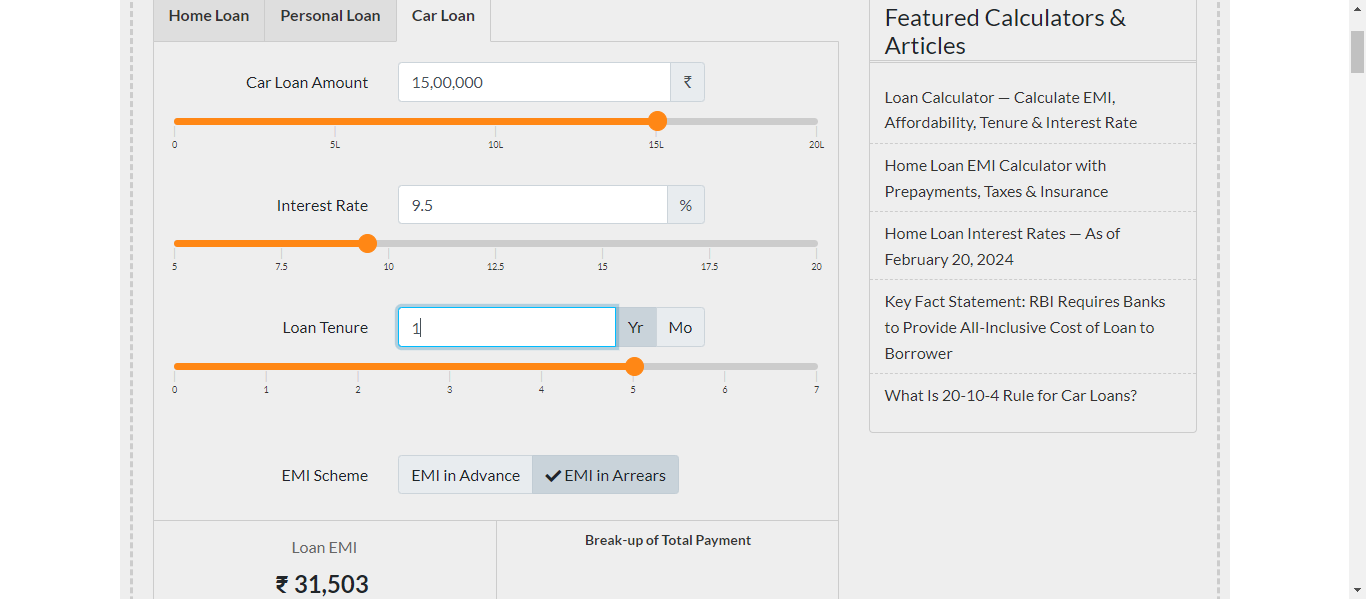 Home Loan
Personal Loan
Car Loan
Car Loan Amount
15,00,000
₹
0
5L
10L
15L
20L
Interest Rate
9.5
%
5
7.5
10
12.5
15
17.5
20
Loan Tenure
1
Yr
Mo
0
1
2
3
4
5
6
7
EMI Scheme
EMI in Advance
EMI in Arrears
Loan EMI
₹ 31,503
Break-up of Total Payment
Featured Calculators &
Articles
Loan Calculator — Calculate EMI,
Affordability, Tenure & Interest Rate
Home Loan EMI Calculator with
Prepayments, Taxes & Insurance
Home Loan Interest Rates — As of
February 20, 2024
Key Fact Statement: RBI Requires Banks
to Provide All-Inclusive Cost of Loan to
Borrower
What Is 20-10-4 Rule for Car Loans?